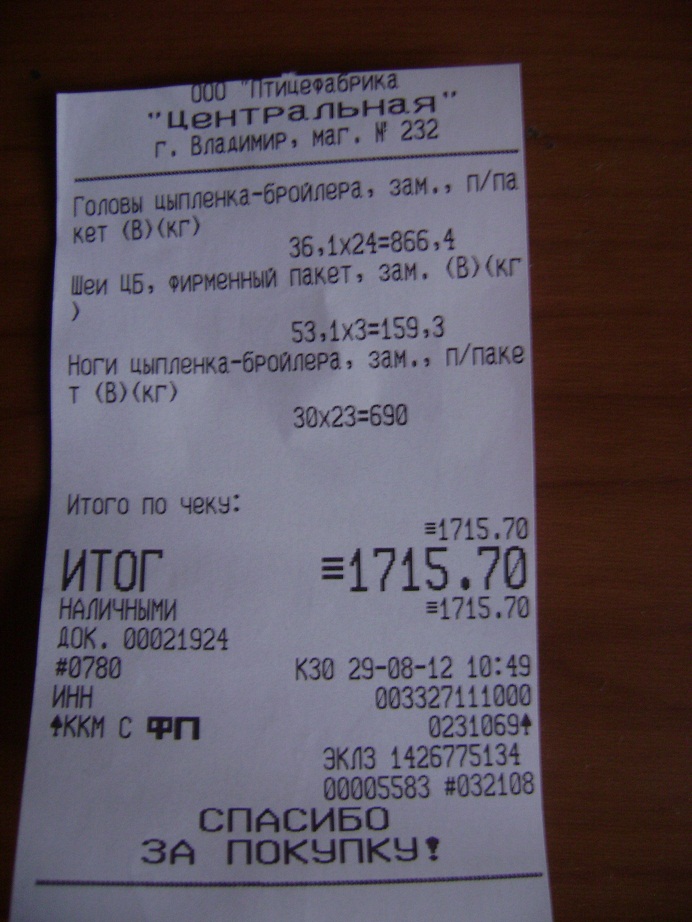 ООО "Птицефабрика
"Центральная"
г. Владимир, маг. № 232
Головы цыпленка-бройлера, зам., п/па
кет (В)(кг)
36,1х24=866,4
Шеи ЦБ, фирменный пакет, зам. (В)(кг
)
53,1х3=159,3
Ноги цыпленка-бройлера, зам., п/паке
т (В)(кг)
30х23=690
Итого по чеку:
≡1715.70
ИТОГ ≡1715.70
НАЛИЧНЫМИ ≡1715.70
ДОК. 00021924
#0780 К30 29-08-12 10:49
ИНН 003327111000
↑ККМ С ФП 0231069↑
ЭКЛЗ 1426775134
00005583 #032108
СПАСИБО
ЗА ПОКУПКУ!